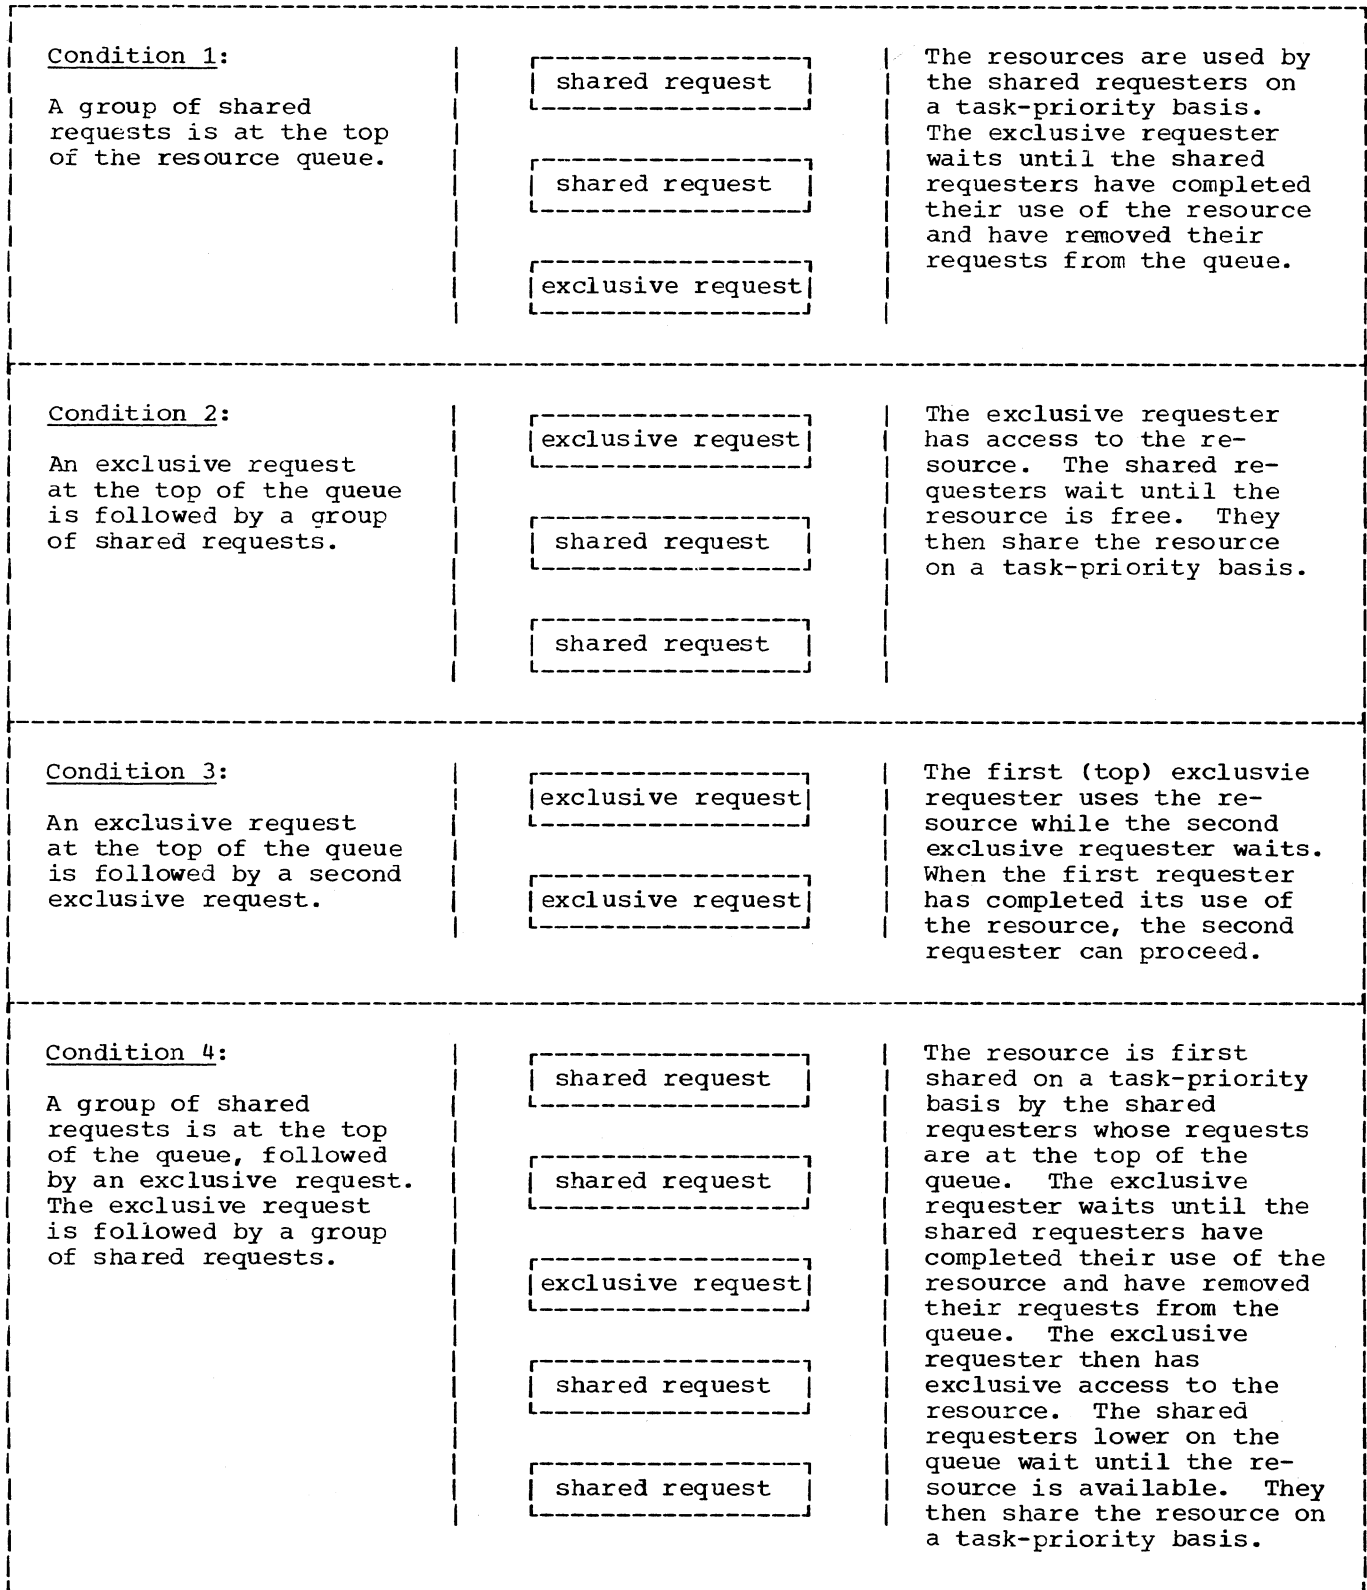 Condition 1:
A group of shared
requests is at the top
of the resource queue.
shared request
shared request
exclusive request
The resources are used by
the shared requesters on
a task-priority basis.
The exclusive requester
waits until the shared
requesters have completed
their use of the resource
and have removed their
requests from the queue.
Condition 2:
An exclusive request
at the top of the queue
is followed by a group
of shared requests.
exclusive request
shared request
shared request
The exclusive requester
has access to the re-
source. The shared re-
questers wait until the
resource is free. They
then share the resource
on a task-priority basis.
Condition 3:
An exclusive request
at the top of the queue
is followed by a second
exclusive request.
exclusive request
exclusive request
The first (top) exclusvie
requester uses the re-
source while the second
exclusive requester waits.
When the first requester
has completed its use of
the resource, the second
requester can proceed.
Condition 4:
A group of shared
requests is at the top
of the queue, followed
by an exclusive request.
The exclusive request
is followed by a group
of shared requests.
shared request
shared request
exclusive request
shared request
shared request
The resource is first
shared on a task-priority
basis by the shared
requesters whose requests
are at the top of the
queue. The exclusive
requester waits until the
shared requesters have
completed their use of the
resource and have removed
their requests from the
queue. The exclusive
requester then has
exclusive access to the
resource. The shared
requesters lower on the
queue wait until the re-
source is available. They
then share the resource on
a task-priority basis.